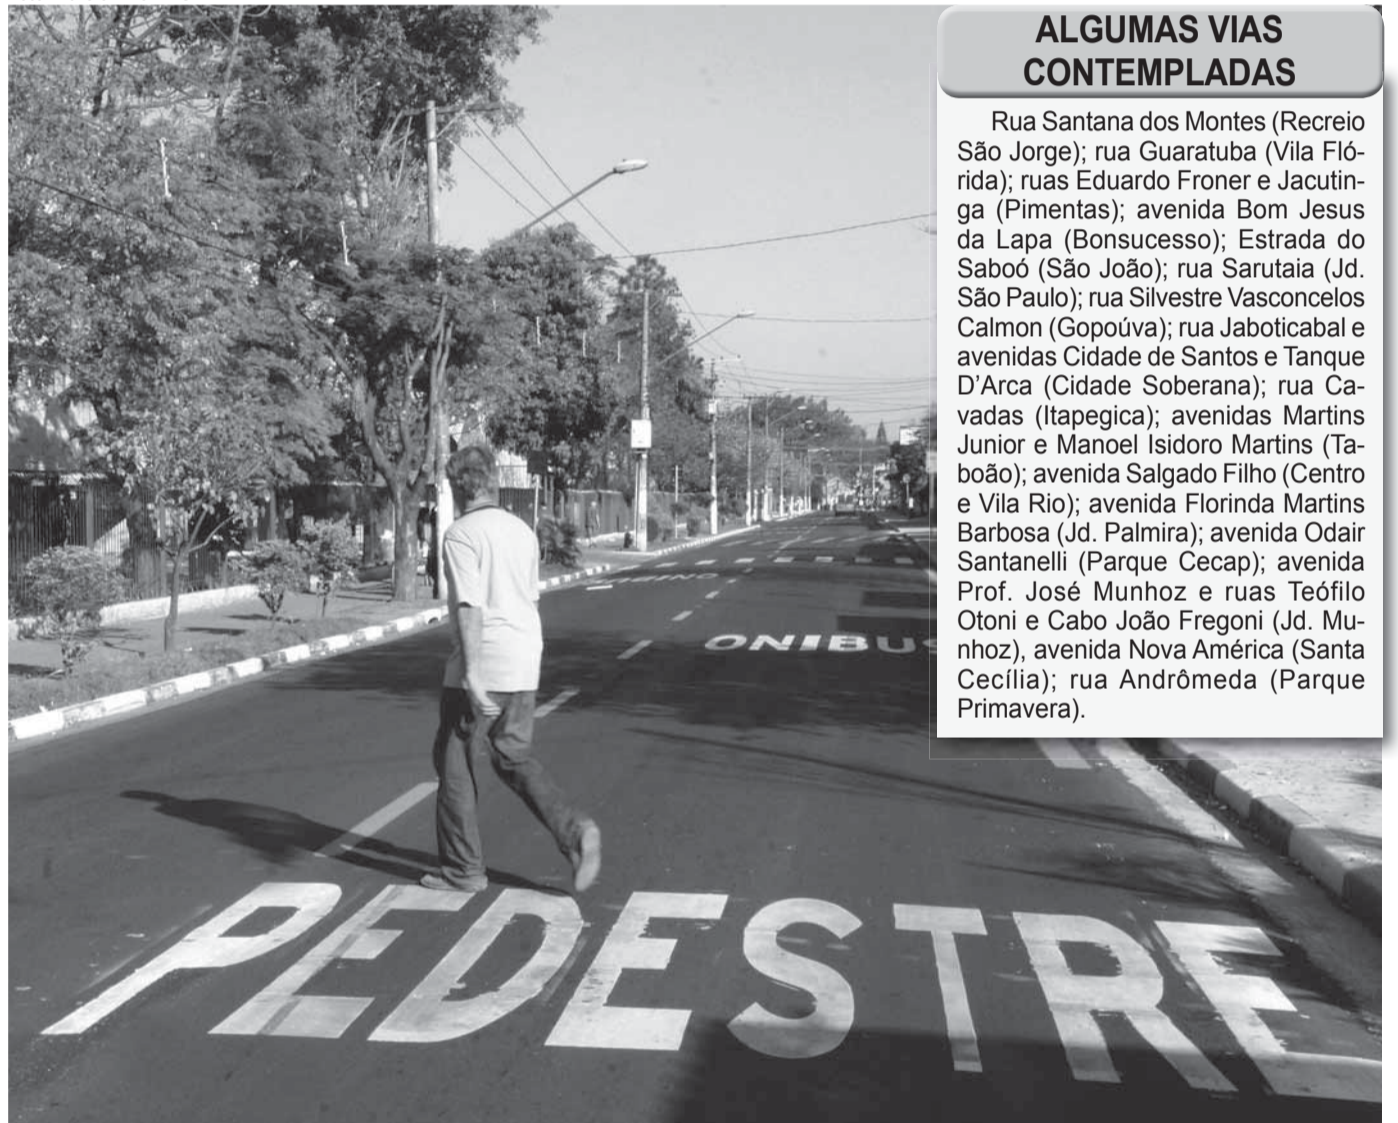 ALGUMAS VIAS
CONTEMPLADAS
Rua Santana dos Montes (Recreio
São Jorge); rua Guaratuba (Vila Fló-
rida); ruas Eduardo Froner e Jacutin-
ga (Pimentas); avenida Bom Jesus
da Lapa (Bonsucesso); Estrada do
Saboó (São João); rua Sarutaia (Jd.
São Paulo); rua Silvestre Vasconcelos
Calmon (Gopoúva); rua Jaboticabal e
avenidas Cidade de Santos e Tanque
D’Arca (Cidade Soberana); rua Ca-
vadas (Itapegica); avenidas Martins
Junior e Manoel Isidoro Martins (Ta-
boão); avenida Salgado Filho (Centro
e Vila Rio); avenida Florinda Martins
Barbosa (Jd. Palmira); avenida Odair
Santanelli (Parque Cecap); avenida
Prof. José Munhoz e ruas Teófilo
Otoni e Cabo João Fregoni (Jd. Mu-
nhoz), avenida Nova América (Santa
Cecília); rua Andrômeda (Parque
Primavera).
ONIBUS
PEDESTRE